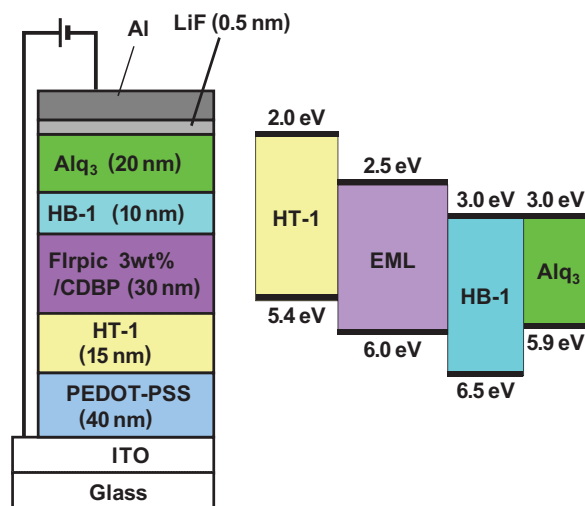 LiF (0.5 nm)
Al
Alq₃ (20 nm)
HB-1 (10 nm)
FIrpic 3wt%
/CDBP (30 nm)
HT-1
(15 nm)
PEDOT-PSS
(40 nm)
ITO
Glass
2.0 eV
HT-1
5.4 eV
2.5 eV
EML
6.0 eV
3.0 eV
HB-1
6.5 eV
3.0 eV
Alq₃
5.9 eV